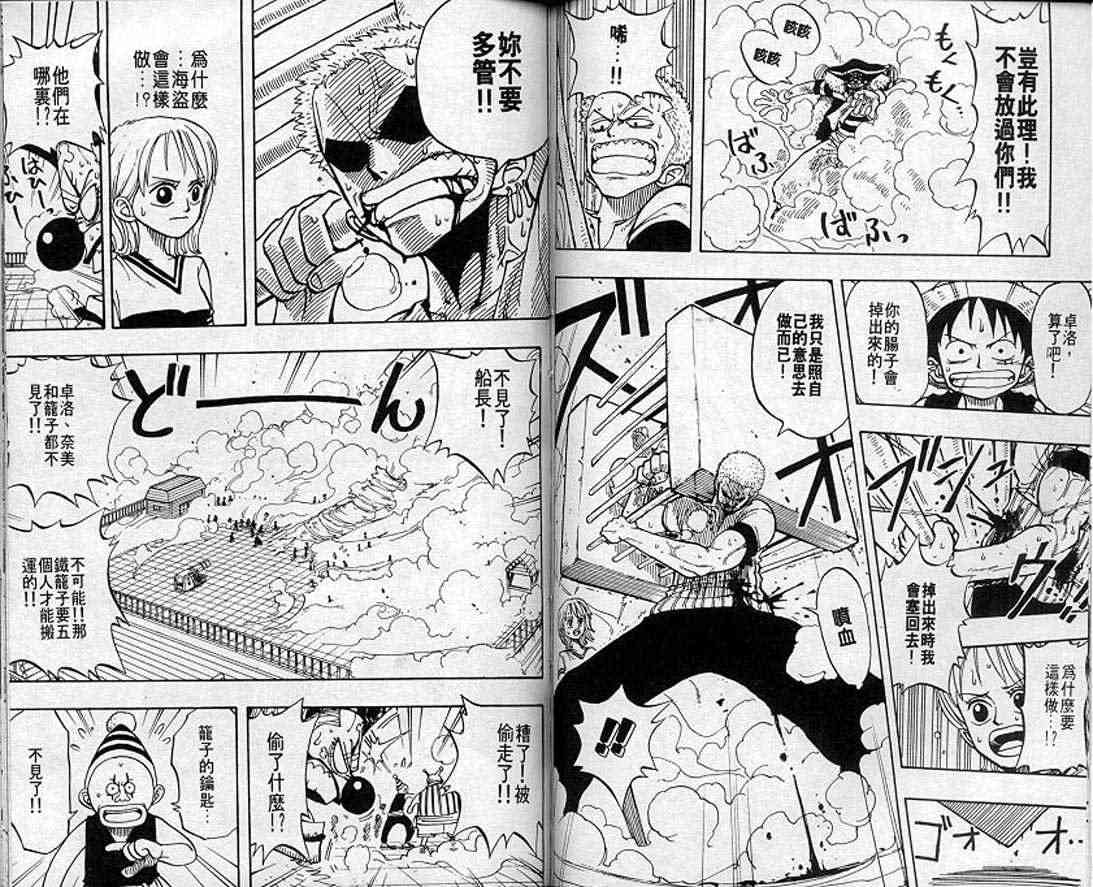 豈有此理！我
不會放過你們!!
咳咳
咳咳
もくもく…
ばふ
ばふっ
唏…!!
卓洛，
算了吧！
你的腸子會
掉出來的！
ブシュッ
ウ…!!
掉出來時我
會塞回去！
為什麼要
這樣做…!?
我只是照自
己的意思去
做而已！
ズオオ
噴血
!!
ゴォオ…
妳不要
多管!!
為什麼
…海盜
會這樣
做…!?
他們在
哪裏!?
はひーっ
ふひー
不見了！
船長！
どーーん
卓洛、奈美
和籠子都不
見了!!
不可能!!那
鐵籠子要五
個人才能搬
運的!!
糟了！被
偷走了!!
偷了什麼!?
籠子的鑰匙…
不見了!!